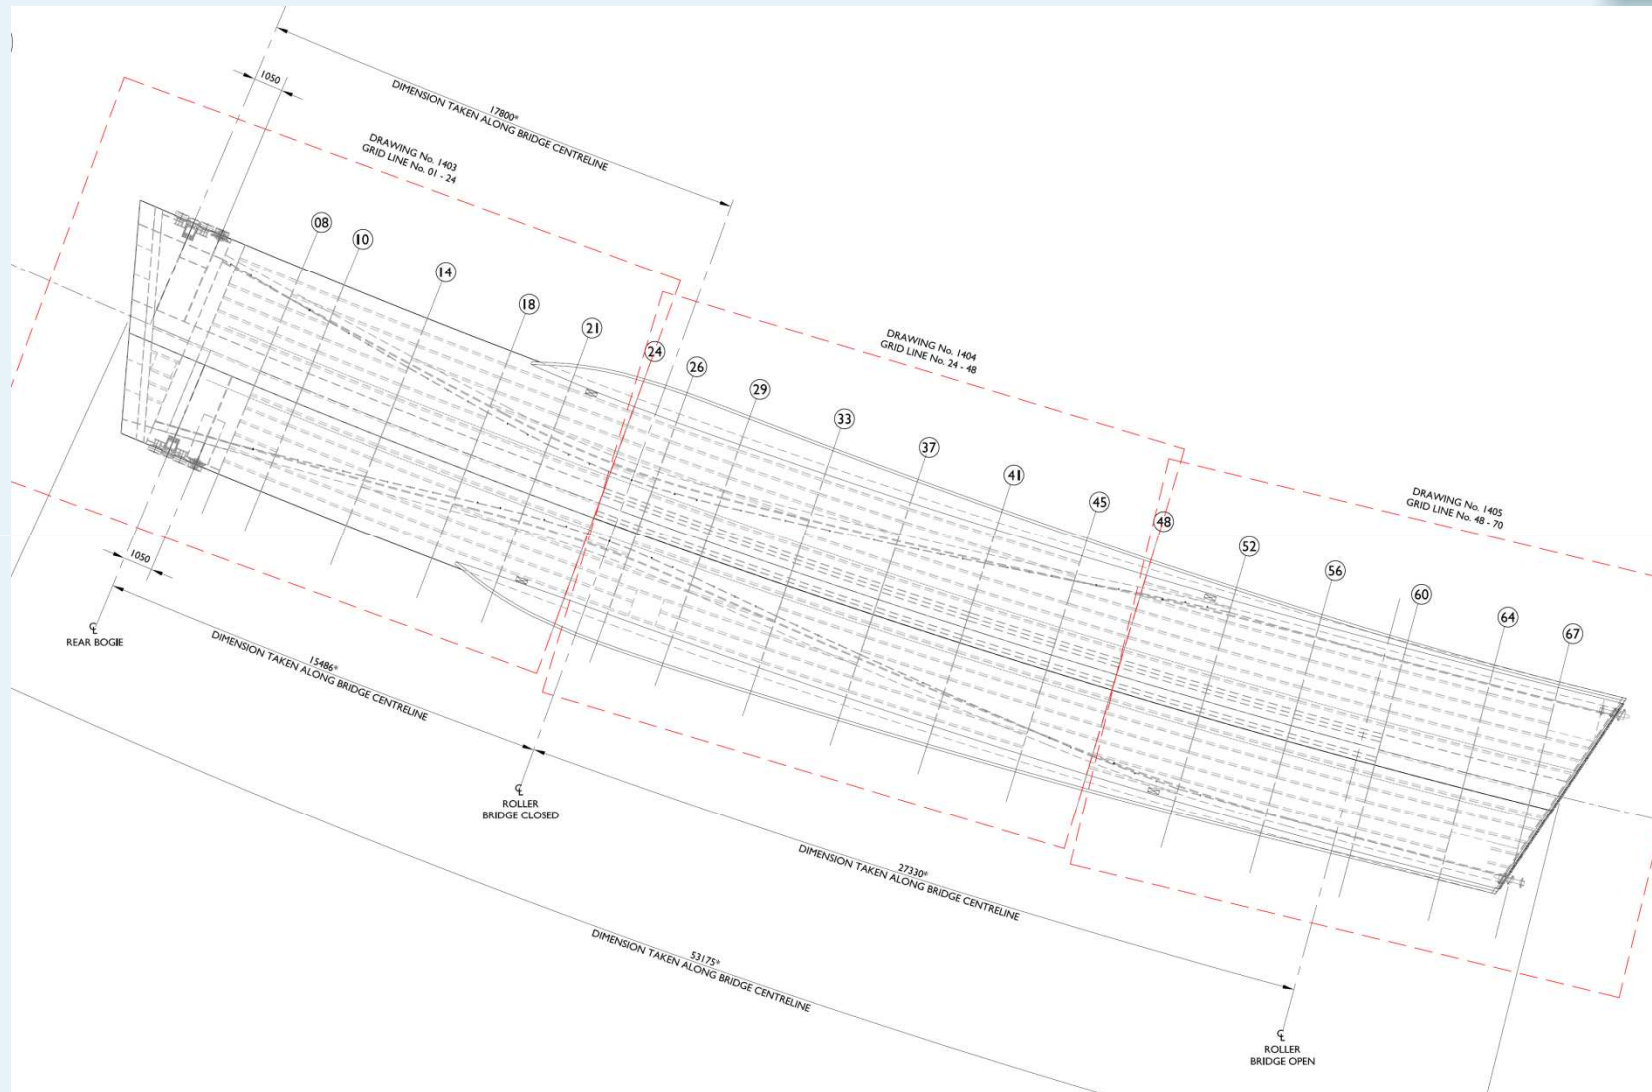 1050
17800*
DIMENSION TAKEN ALONG BRIDGE CENTRELINE
DRAWING No. 1403
GRID LINE No. 01 - 24
08
10
14
18
21
24
26
29
33
37
41
45
48
52
56
60
64
67
DRAWING No. 1404
GRID LINE No. 24 - 48
DRAWING No. 1405
GRID LINE No. 48 - 70
1050
℄
REAR BOGIE
15486*
DIMENSION TAKEN ALONG BRIDGE CENTRELINE
℄
ROLLER
BRIDGE CLOSED
27330*
DIMENSION TAKEN ALONG BRIDGE CENTRELINE
53175*
DIMENSION TAKEN ALONG BRIDGE CENTRELINE
℄
ROLLER
BRIDGE OPEN